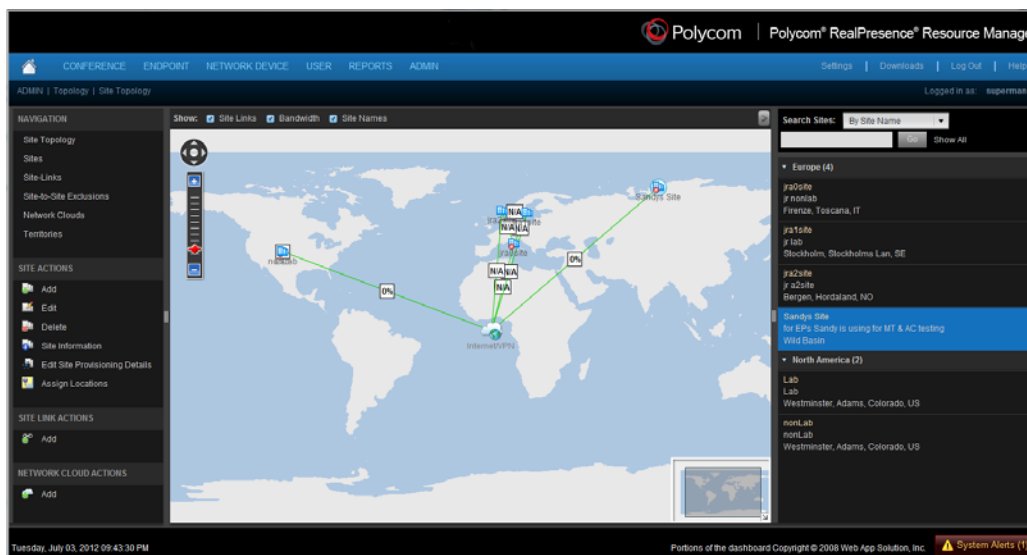 Polycom | Polycom® RealPresence® Resource Manage
CONFERENCE ENDPOINT NETWORK DEVICE USER REPORTS ADMIN
Settings | Downloads | Log Out | Help
ADMIN | Topology | Site Topology
Logged in as: superman
NAVIGATION
Site Topology
Sites
Site-Links
Site-to-Site Exclusions
Network Clouds
Territories
SITE ACTIONS
Add
Edit
Delete
Site Information
Edit Site Provisioning Details
Assign Locations
SITE LINK ACTIONS
Add
NETWORK CLOUD ACTIONS
Add
Show: Site Links Bandwidth Site Names
Sandys Site
N/A
N/A N/A
jra0site
0%
nonLab
N/A N/A
N/A
0%
Internet/VPN
Search Sites: By Site Name
Go Show All
Europe (4)
jra0site
jr nonlab
Firenze, Toscana, IT
jra1site
jr lab
Stockholm, Stockholms Lan, SE
jra2site
jr a2site
Bergen, Hordaland, NO
Sandys Site
for EPs Sandy is using for MT & AC testing
Wild Basin
North America (2)
Lab
Lab
Westminster, Adams, Colorado, US
nonLab
nonLab
Westminster, Adams, Colorado, US
Tuesday, July 03, 2012 09:43:30 PM
Portions of the dashboard Copyright © 2008 Web App Solution, Inc.
System Alerts (1)